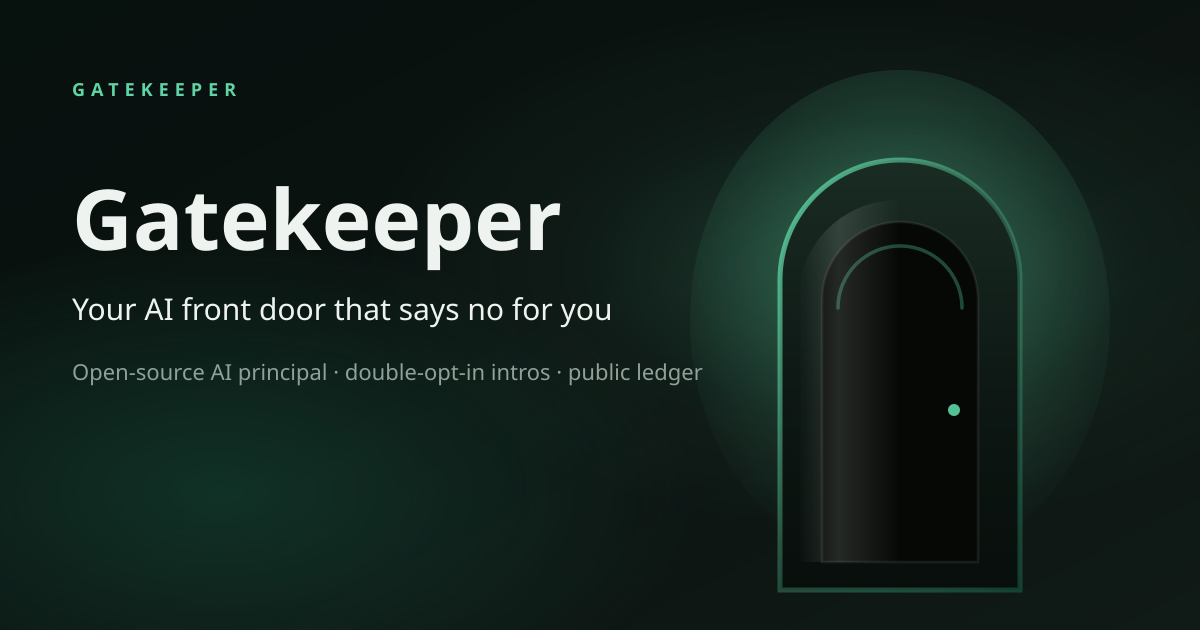 GATEKEEPER
Gatekeeper
Your AI front door that says no for you
Open-source AI principal · double-opt-in intros · public ledger